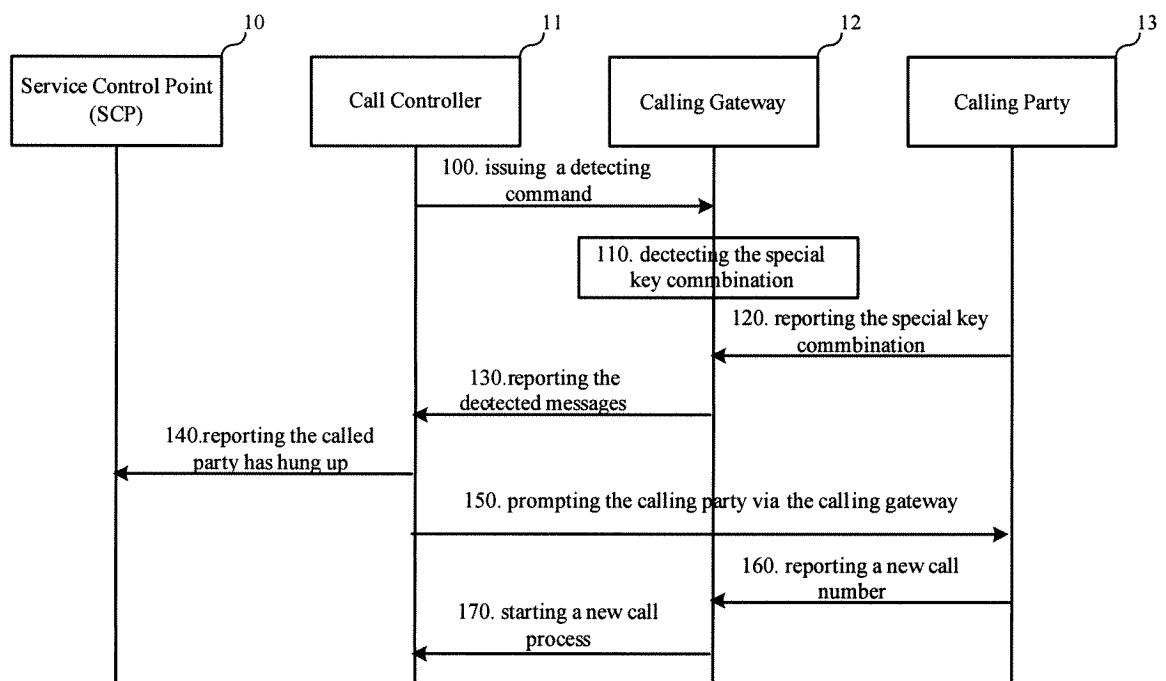 10
11
12
13
Service Control Point
(SCP)
Call Controller
Calling Gateway
Calling Party
100. issuing a detecting
command
110. dectecting the special
key commbination
120. reporting the special key
commbination
130.reporting the
dectected messages
140.reporting the called
party has hung up
150. prompting the calling party via the calling gateway
160. reporting a new call
number
170. starting a new call
process